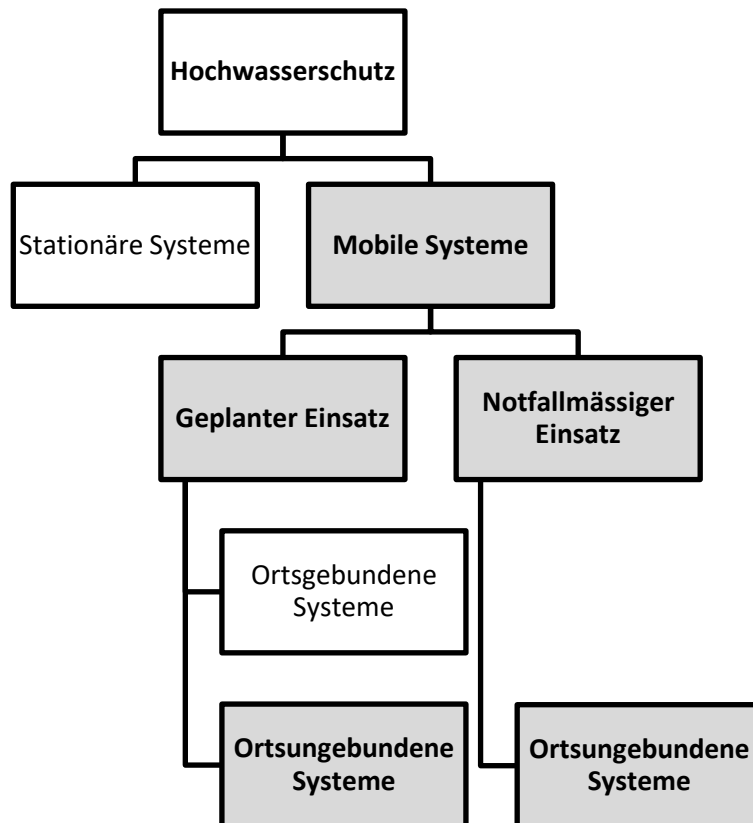 Hochwasserschutz
Stationäre Systeme
Mobile Systeme
Geplanter Einsatz
Notfallmässiger
Einsatz
Ortsgebundene
Systeme
Ortsungebundene
Systeme
Ortsungebundene
Systeme